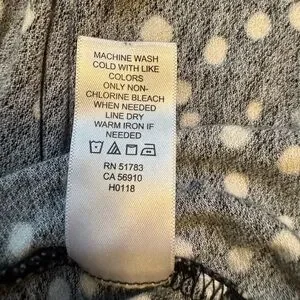 MACHINE WASH
COLD WITH LIKE
COLORS
ONLY NON-
CHLORINE BLEACH
WHEN NEEDED
LINE DRY
WARM IRON IF
NEEDED
RN 51783
CA 56910
H0118